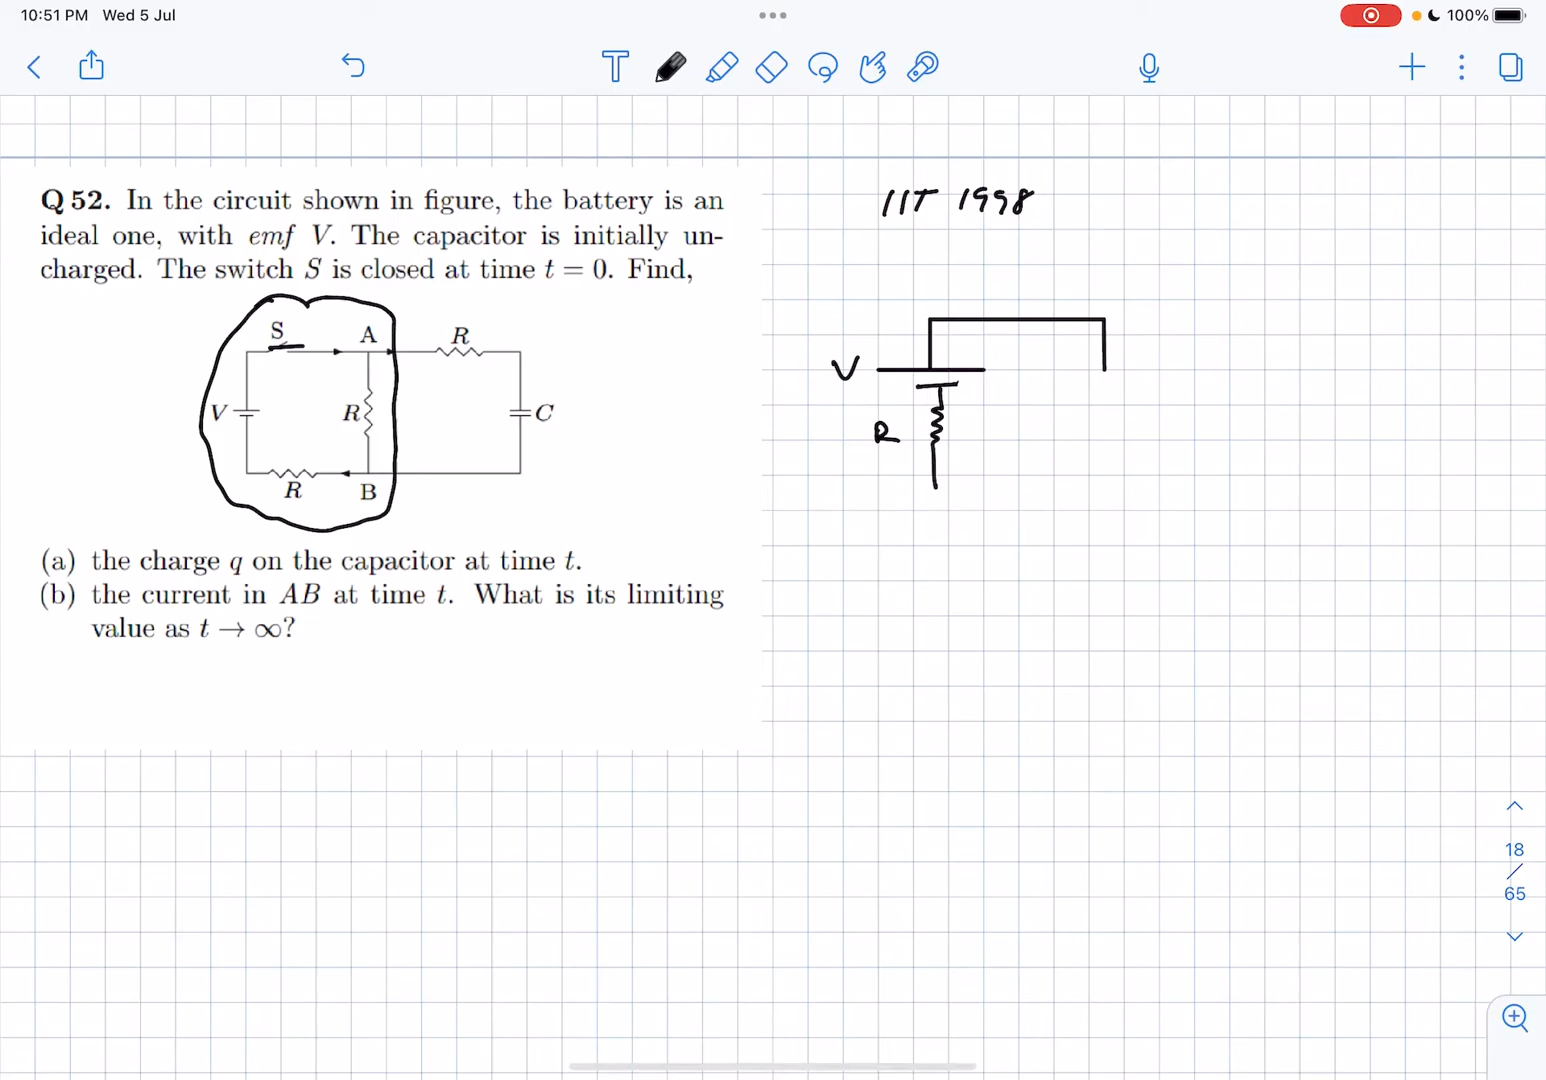 10:51 PM Wed 5 Jul
100%
T
Q 52. In the circuit shown in figure, the battery is an
ideal one, with emf V. The capacitor is initially un-
charged. The switch S is closed at time t = 0. Find,
S
A
R
V
R
C
R
B
(a) the charge q on the capacitor at time t.
(b) the current in AB at time t. What is its limiting
value as t → ∞?
IIT 1998
V
R
18
/
65